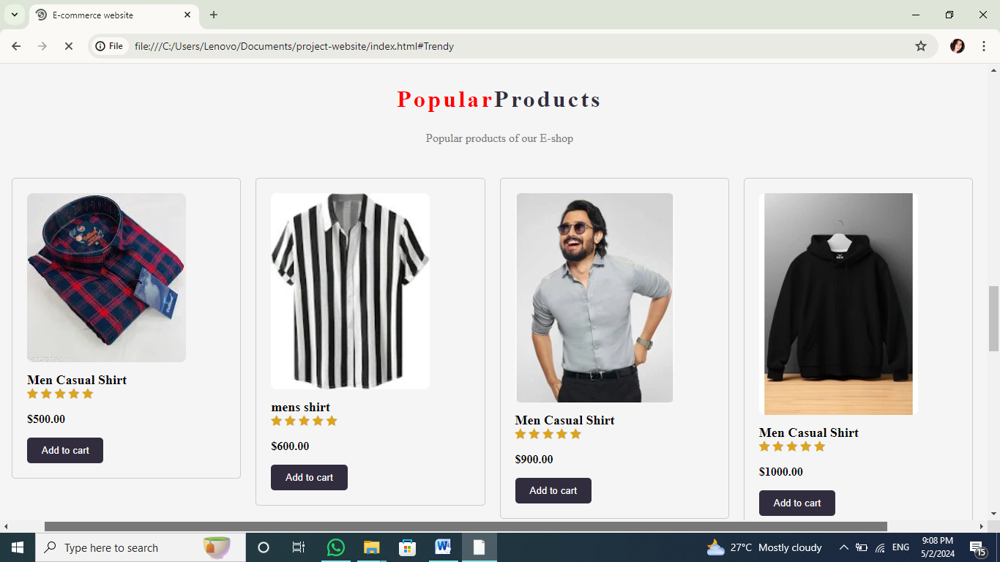 E-commerce website
File
file:///C:/Users/Lenovo/Documents/project-website/index.html#Trendy
PopularProducts
Popular products of our E-shop
Men Casual Shirt
$500.00
Add to cart
mens shirt
$600.00
Add to cart
Men Casual Shirt
$900.00
Add to cart
Men Casual Shirt
$1000.00
Add to cart
Type here to search
27°C Mostly cloudy
ENG
9:08 PM
5/2/2024
15